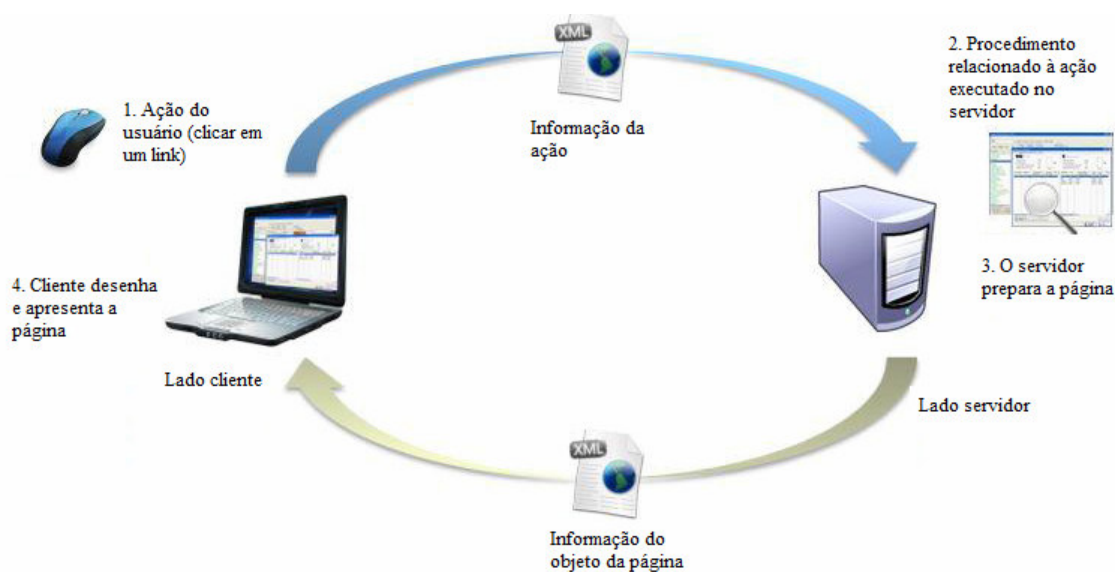 XML
Informação da
ação
1. Ação do
usuário (clicar em
um link)
2. Procedimento
relacionado à ação
executado no
servidor
3. O servidor
prepara a página
4. Cliente desenha
e apresenta a
página
Lado cliente
Lado servidor
XML
Informação do
objeto da página